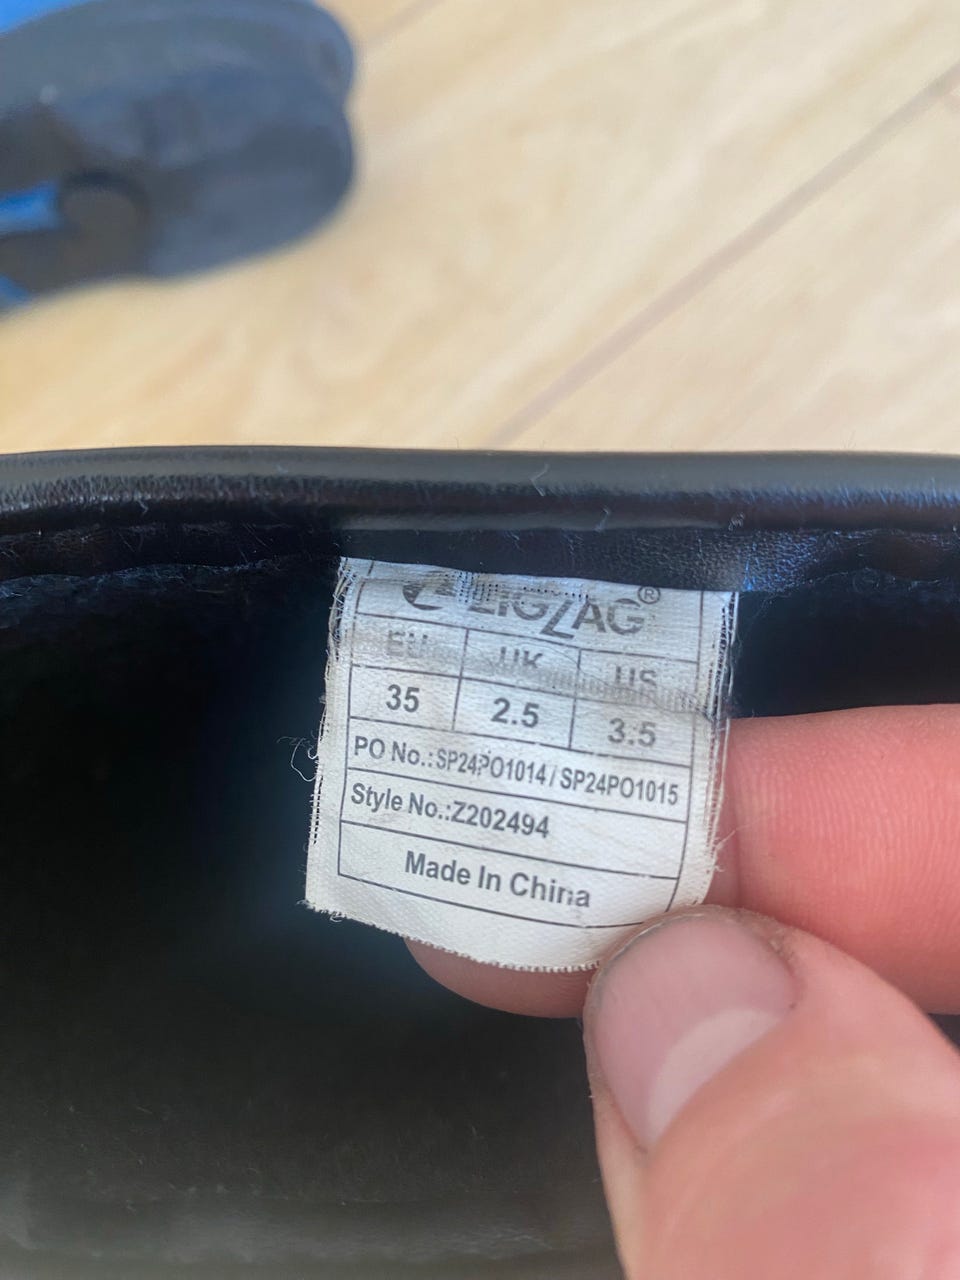 ZIGZAG®
EU UK US
35 2.5 3.5
PO No.:SP24PO1014/SP24PO1015
Style No.:Z202494
Made In China